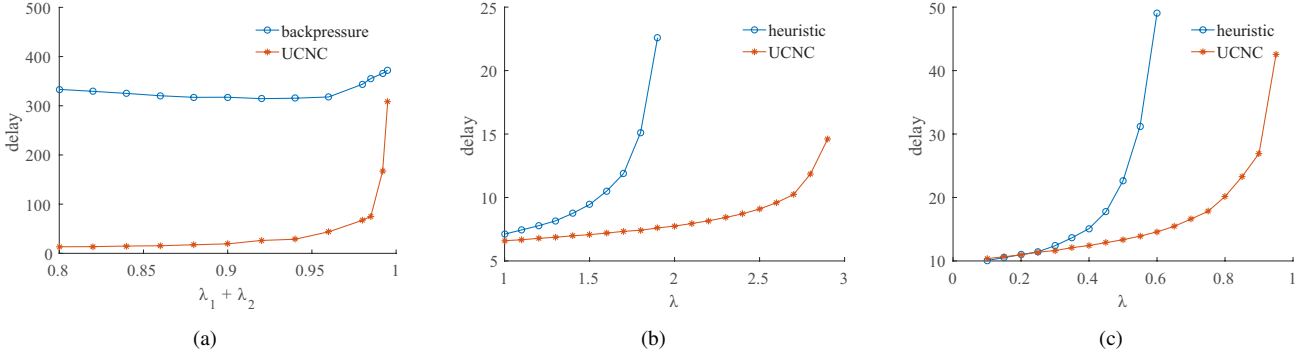 500
400
300
200
100
0
delay
0.8
0.85
0.9
0.95
1
λ1 + λ2
backpressure
UCNC
(a)
25
20
15
10
5
delay
1
1.5
2
2.5
3
λ
heuristic
UCNC
(b)
50
40
30
20
10
delay
0
0.2
0.4
0.6
0.8
1
λ
heuristic
UCNC
(c)